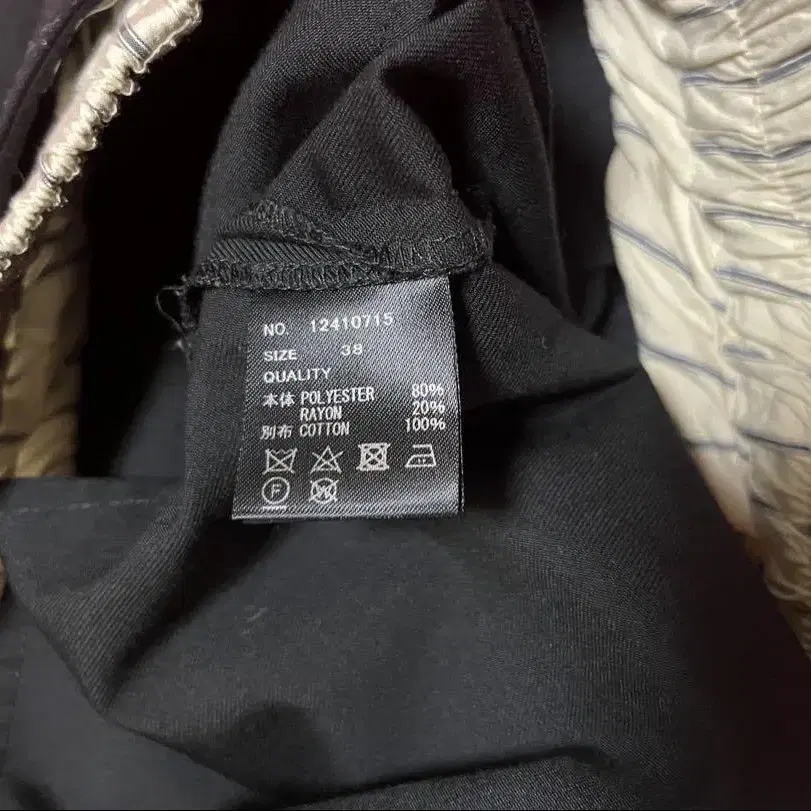 NO. 12410715
SIZE 38
QUALITY
本体 POLYESTER 80%
RAYON 20%
別布 COTTON 100%
F
W